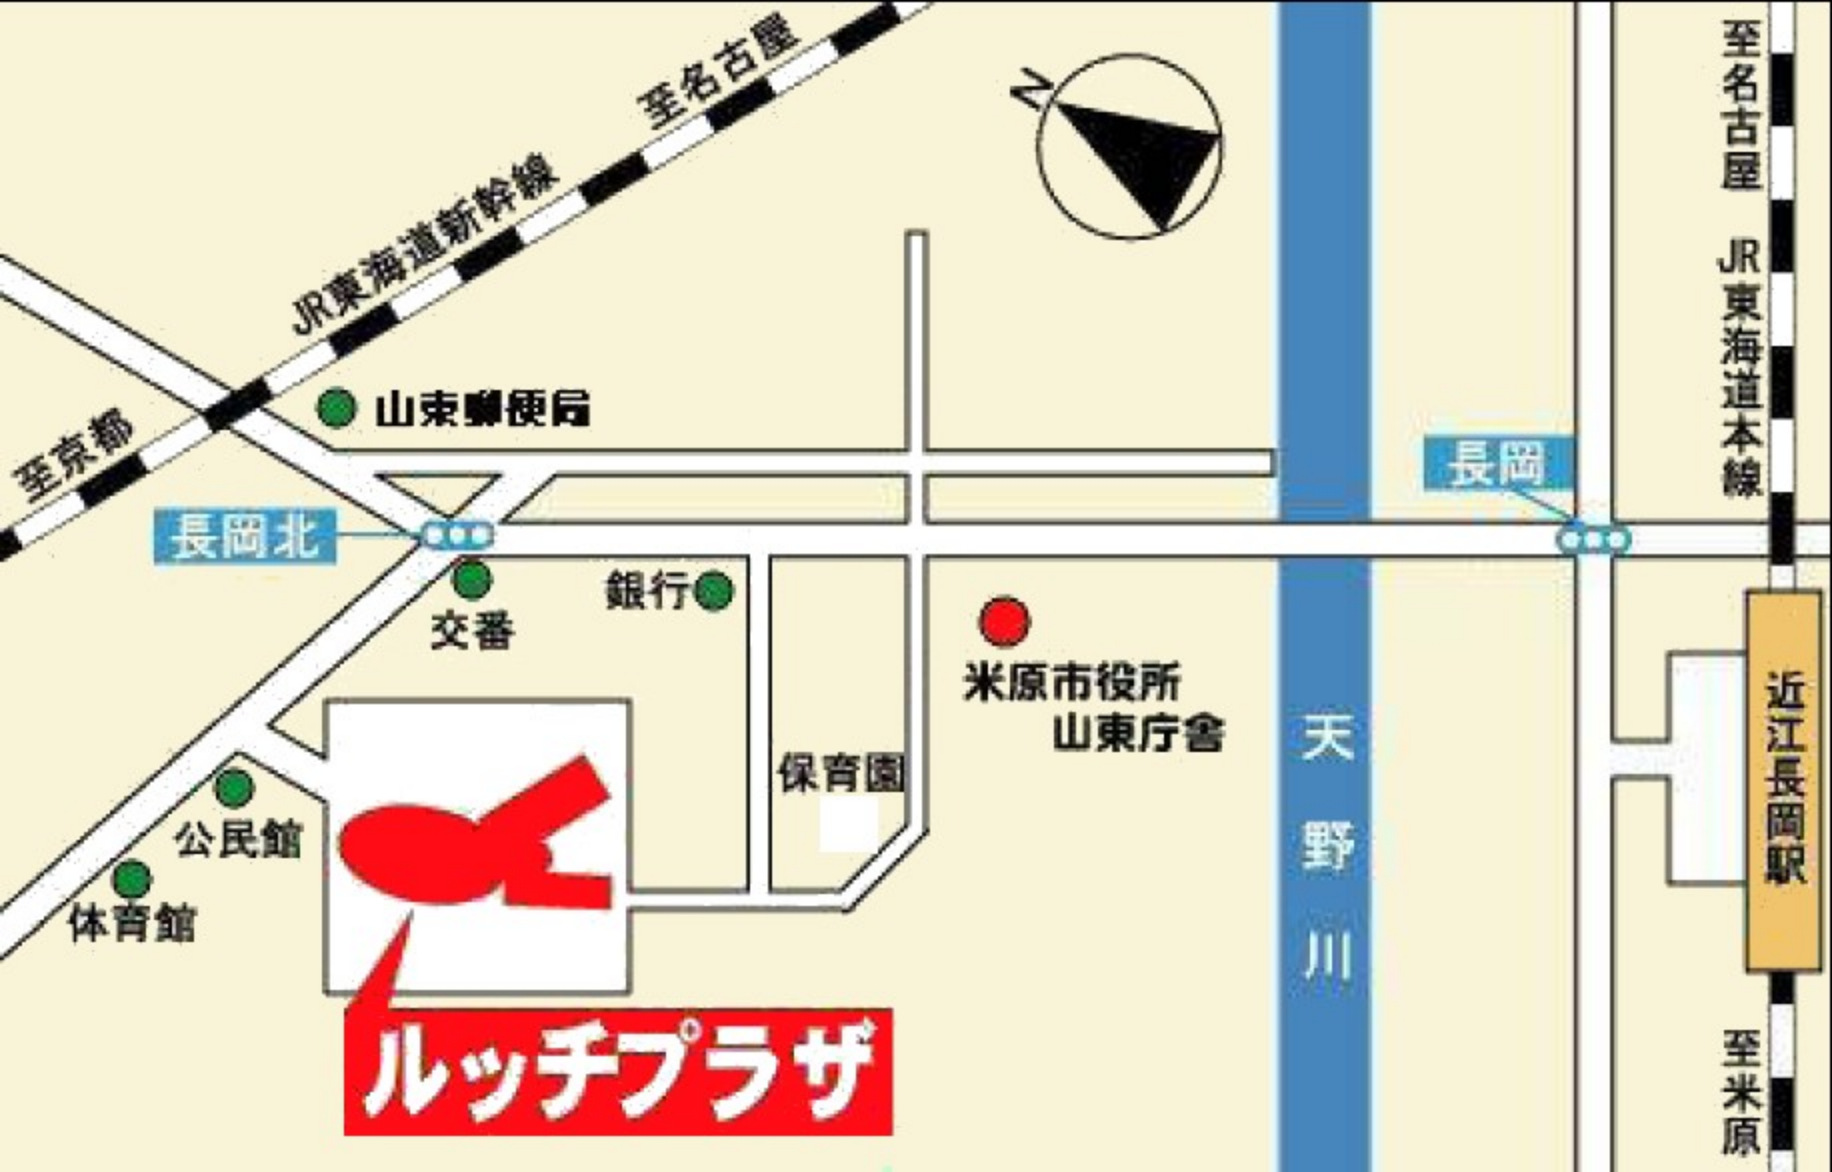 至名古屋
JR東海道新幹線
至京都
N
至名古屋
JR東海道本線
山東郵便局
長岡北
長岡
交番
銀行
米原市役所
山東庁舎
保育園
公民館
体育館
天野川
近江長岡駅
ルッチプラザ
至米原